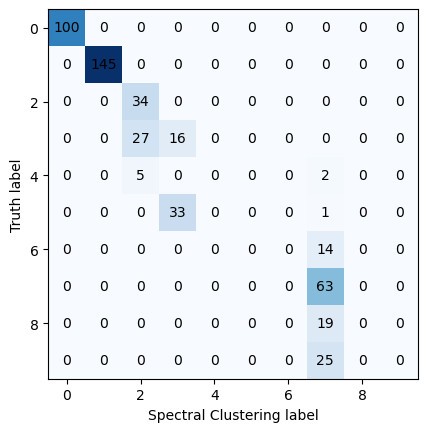 0 100 0 0 0 0 0 0 0 0 0
0 145 0 0 0 0 0 0 0 0
2 0 0 34 0 0 0 0 0 0 0
0 0 27 16 0 0 0 0 0 0
4 0 0 5 0 0 0 0 2 0 0
0 0 0 33 0 0 0 1 0 0
6 0 0 0 0 0 0 0 14 0 0
0 0 0 0 0 0 0 63 0 0
8 0 0 0 0 0 0 0 19 0 0
0 0 0 0 0 0 0 25 0 0
0 2 4 6 8
Spectral Clustering label
Truth label